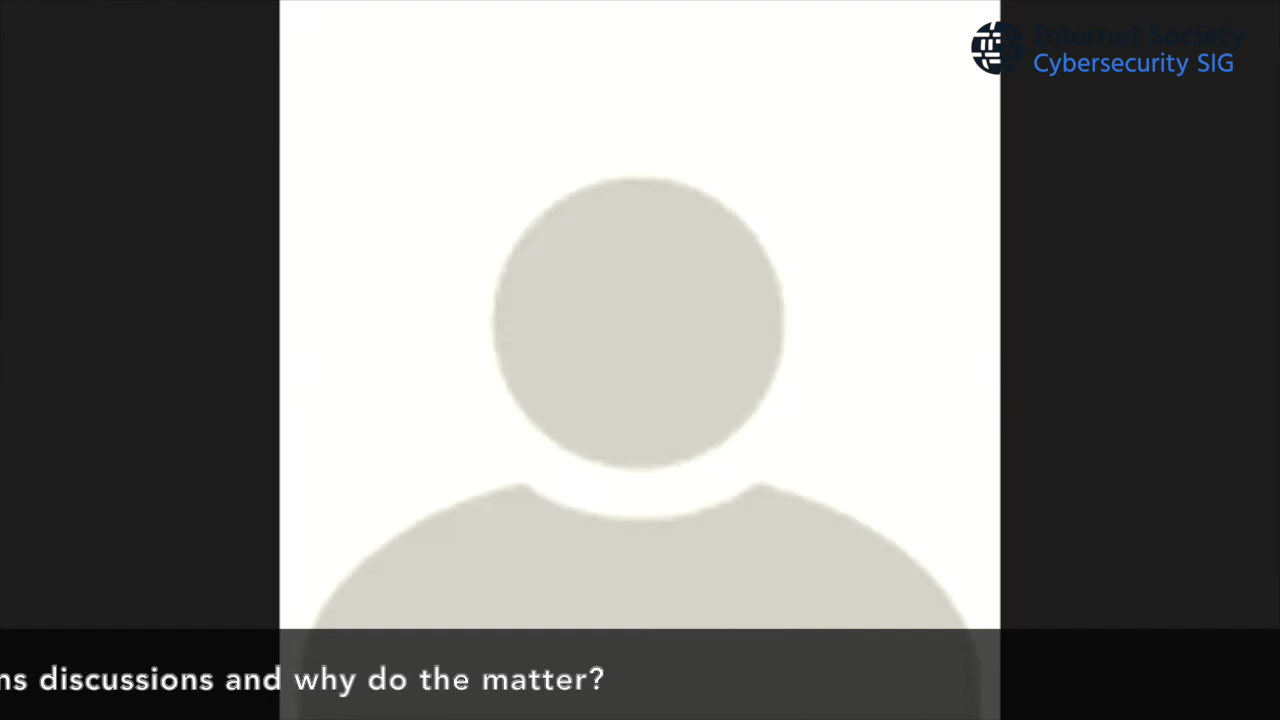 Internet Society
Cybersecurity SIG
ns discussions and why do the matter?